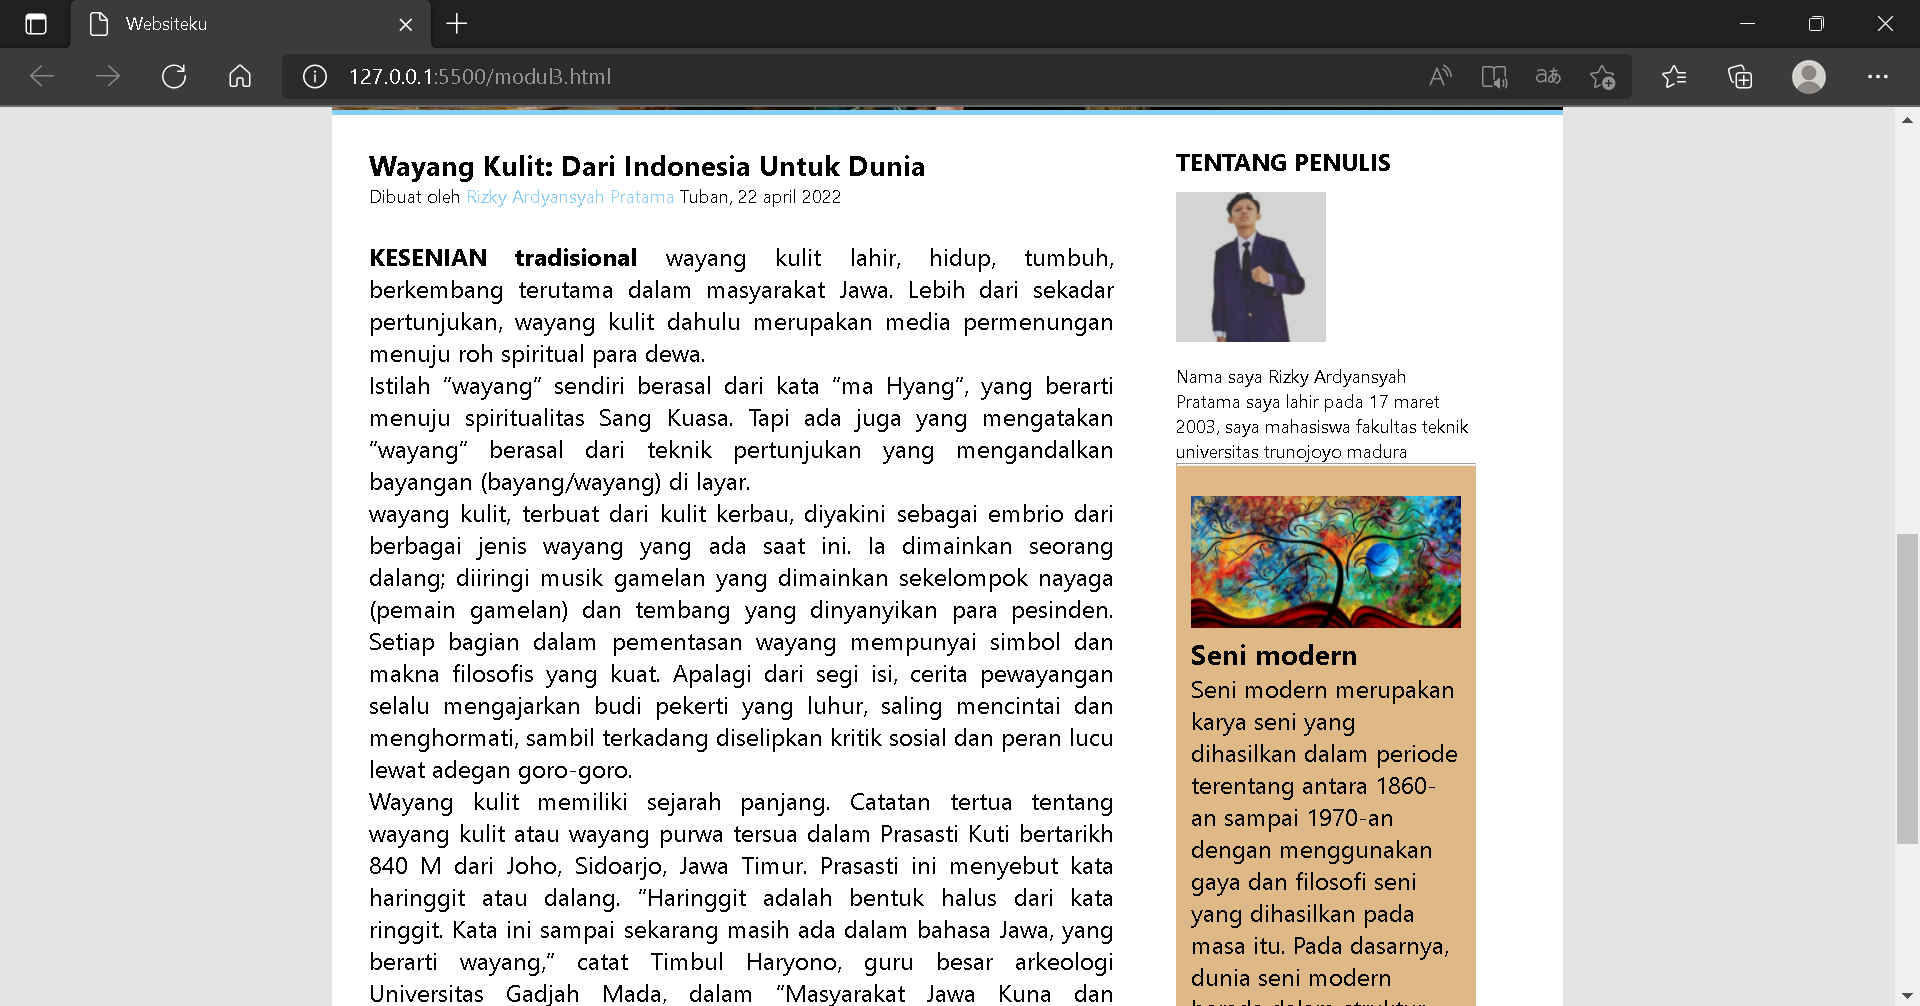 Websiteku
127.0.0.1:5500/modul3.html
Wayang Kulit: Dari Indonesia Untuk Dunia
Dibuat oleh Rizky Ardyansyah Pratama Tuban, 22 april 2022
KESENIAN tradisional wayang kulit lahir, hidup, tumbuh,
berkembang terutama dalam masyarakat Jawa. Lebih dari sekadar
pertunjukan, wayang kulit dahulu merupakan media permenungan
menuju roh spiritual para dewa.
Istilah “wayang” sendiri berasal dari kata “ma Hyang”, yang berarti
menuju spiritualitas Sang Kuasa. Tapi ada juga yang mengatakan
“wayang” berasal dari teknik pertunjukan yang mengandalkan
bayangan (bayang/wayang) di layar.
wayang kulit, terbuat dari kulit kerbau, diyakini sebagai embrio dari
berbagai jenis wayang yang ada saat ini. Ia dimainkan seorang
dalang; diiringi musik gamelan yang dimainkan sekelompok nayaga
(pemain gamelan) dan tembang yang dinyanyikan para pesinden.
Setiap bagian dalam pementasan wayang mempunyai simbol dan
makna filosofis yang kuat. Apalagi dari segi isi, cerita pewayangan
selalu mengajarkan budi pekerti yang luhur, saling mencintai dan
menghormati, sambil terkadang diselipkan kritik sosial dan peran lucu
lewat adegan goro-goro.
Wayang kulit memiliki sejarah panjang. Catatan tertua tentang
wayang kulit atau wayang purwa tersua dalam Prasasti Kuti bertarikh
840 M dari Joho, Sidoarjo, Jawa Timur. Prasasti ini menyebut kata
haringgit atau dalang. “Haringgit adalah bentuk halus dari kata
ringgit. Kata ini sampai sekarang masih ada dalam bahasa Jawa, yang
berarti wayang,” catat Timbul Haryono, guru besar arkeologi
Universitas Gadjah Mada, dalam “Masyarakat Jawa Kuna dan
TENTANG PENULIS
Nama saya Rizky Ardyansyah
Pratama saya lahir pada 17 maret
2003, saya mahasiswa fakultas teknik
universitas trunojoyo madura
Seni modern
Seni modern merupakan
karya seni yang
dihasilkan dalam periode
terentang antara 1860-
an sampai 1970-an
dengan menggunakan
gaya dan filosofi seni
yang dihasilkan pada
masa itu. Pada dasarnya,
dunia seni modern